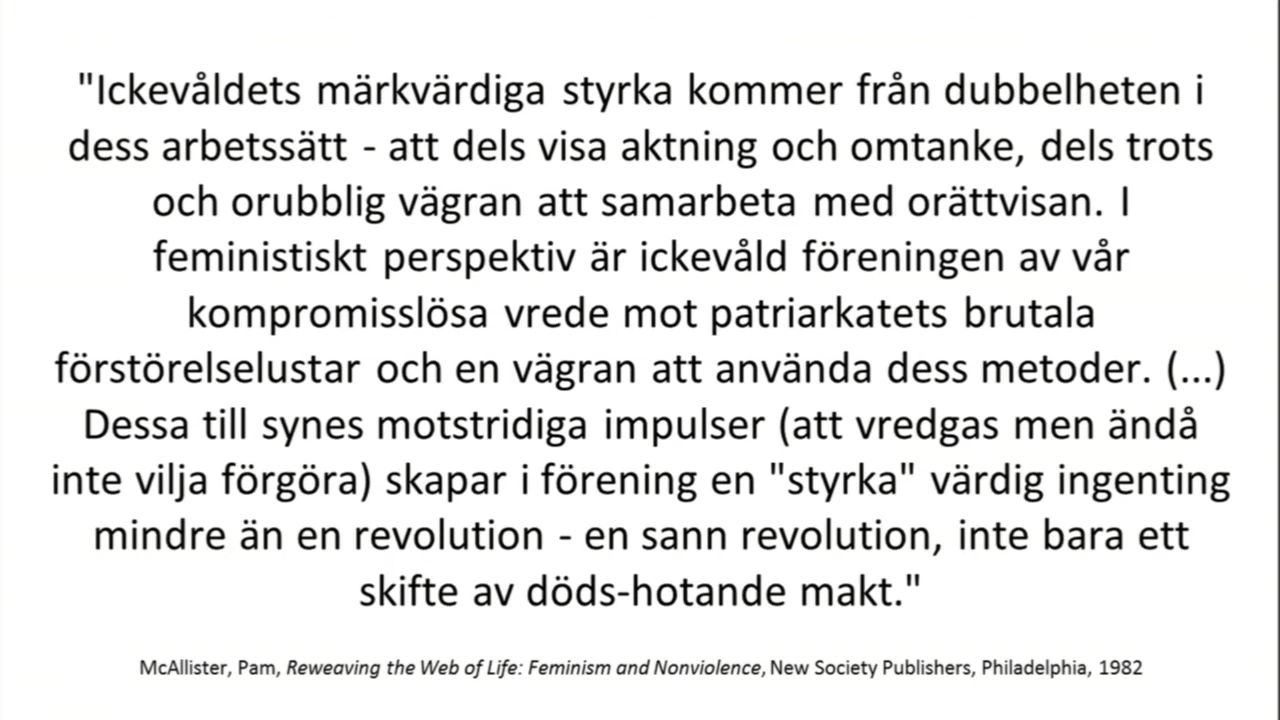 "Ickevåldets märkvärdiga styrka kommer från dubbelheten i
dess arbetssätt - att dels visa aktning och omtanke, dels trots
och orubblig vägran att samarbeta med orättvisan. I
feministiskt perspektiv är ickevåld föreningen av vår
kompromisslösa vrede mot patriarkatets brutala
förstörelselustar och en vägran att använda dess metoder. (...)
Dessa till synes motstridiga impulser (att vredgas men ändå
inte vilja förgöra) skapar i förening en "styrka" värdig ingenting
mindre än en revolution - en sann revolution, inte bara ett
skifte av döds-hotande makt."
McAllister, Pam, Reweaving the Web of Life: Feminism and Nonviolence, New Society Publishers, Philadelphia, 1982